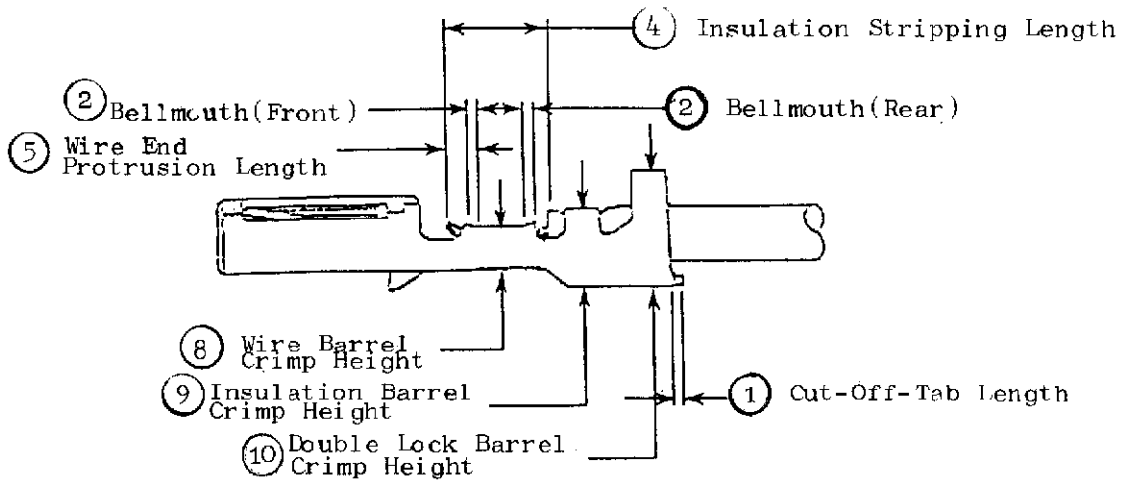 ④ Insulation Stripping Length
② Bellmouth(Front)
② Bellmouth(Rear)
⑤ Wire End
Protrusion Length
⑧ Wire Barrel
Crimp Height
⑨ Insulation Barrel
Crimp Height
① Cut-Off-Tab Length
⑩ Double Lock Barrel
Crimp Height